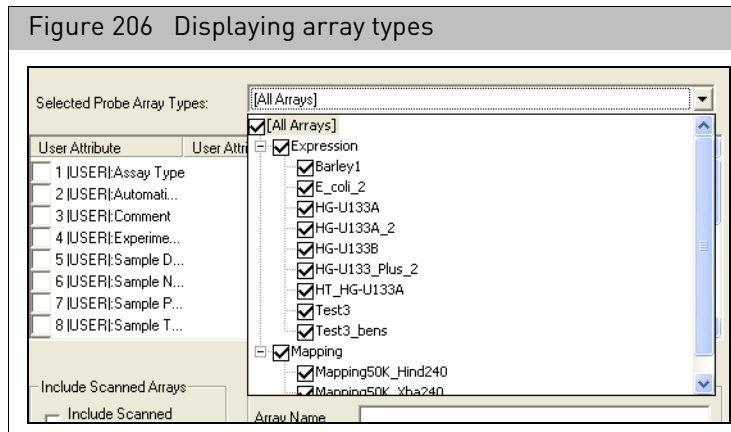 Figure 206 Displaying array types
Selected Probe Array Types:
[All Arrays]
[All Arrays]
Expression
Barley1
E_coli_2
HG-U133A
HG-U133A_2
HG-U133B
HG-U133_Plus_2
HT_HG-U133A
Test3
Test3_bens
Mapping
Mapping50K_Hind240
Mapping50K_Xba240
User Attribute User Attri
1 |USER|:Assay Type
2 |USER|:Automati...
3 |USER|:Comment
4 |USER|:Experime...
5 |USER|:Sample D...
6 |USER|:Sample N...
7 |USER|:Sample P...
8 |USER|:Sample T...
Include Scanned Arrays
Include Scanned
Array Name